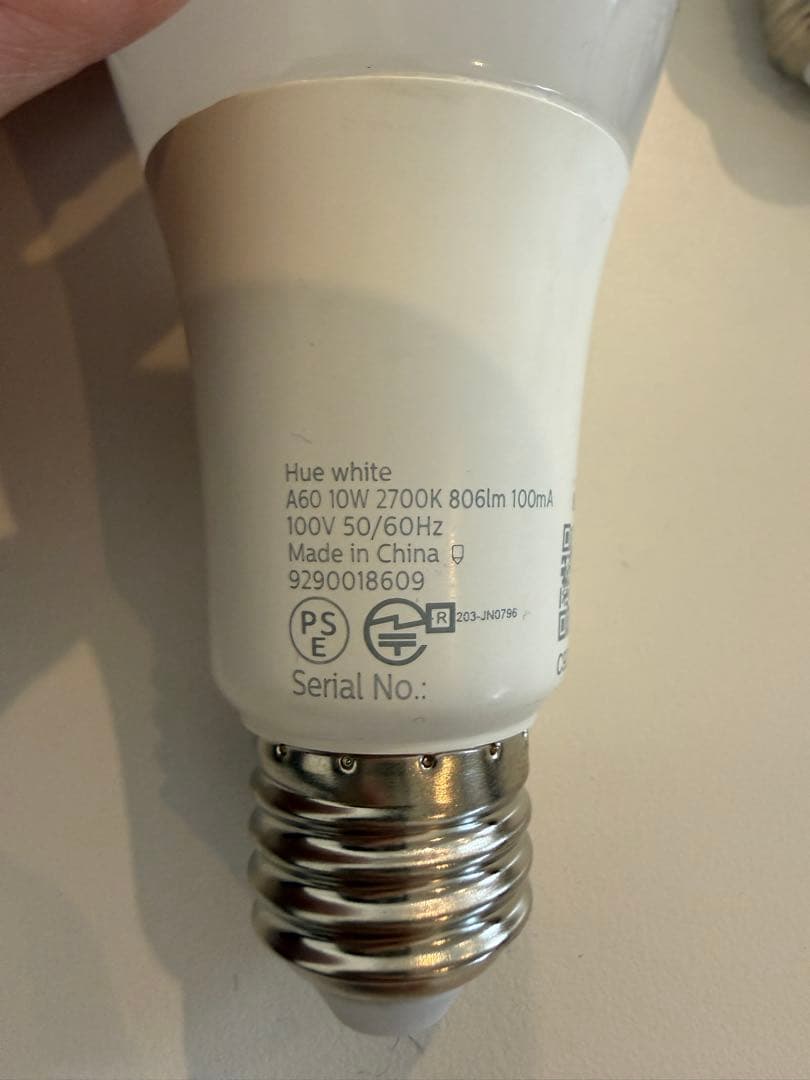 Hue white
A60 10W 2700K 806lm 100mA
100V 50/60Hz
Made in China
9290018609
PS
E
R 203-JN0796
Serial No.: